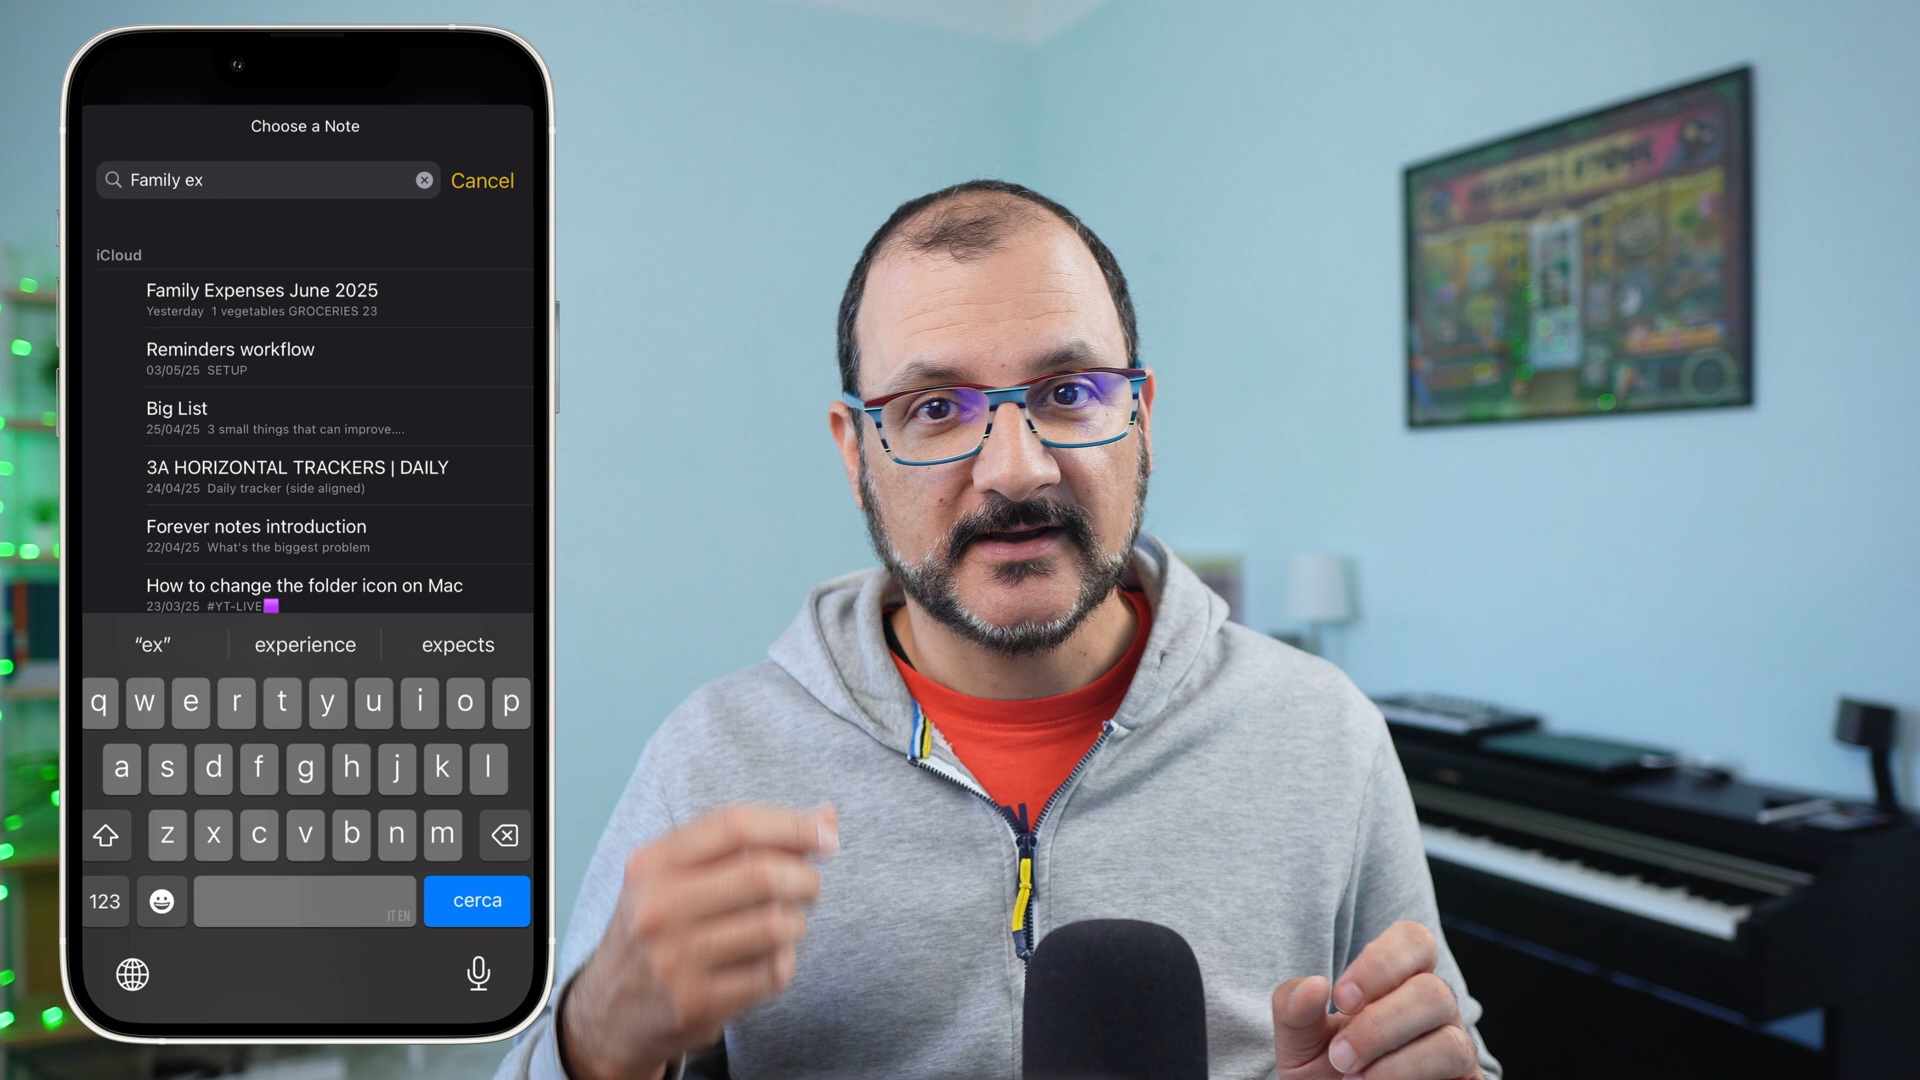 Choose a Note
Family ex
Cancel
iCloud
Family Expenses June 2025
Yesterday 1 vegetables GROCERIES 23
Reminders workflow
03/05/25 SETUP
Big List
25/04/25 3 small things that can improve....
3A HORIZONTAL TRACKERS | DAILY
24/04/25 Daily tracker (side aligned)
Forever notes introduction
22/04/25 What's the biggest problem
How to change the folder icon on Mac
23/03/25 #YT-LIVE
“ex” experience expects
q w e r t y u i o p
a s d f g h j k l
z x c v b n m
123 IT EN cerca